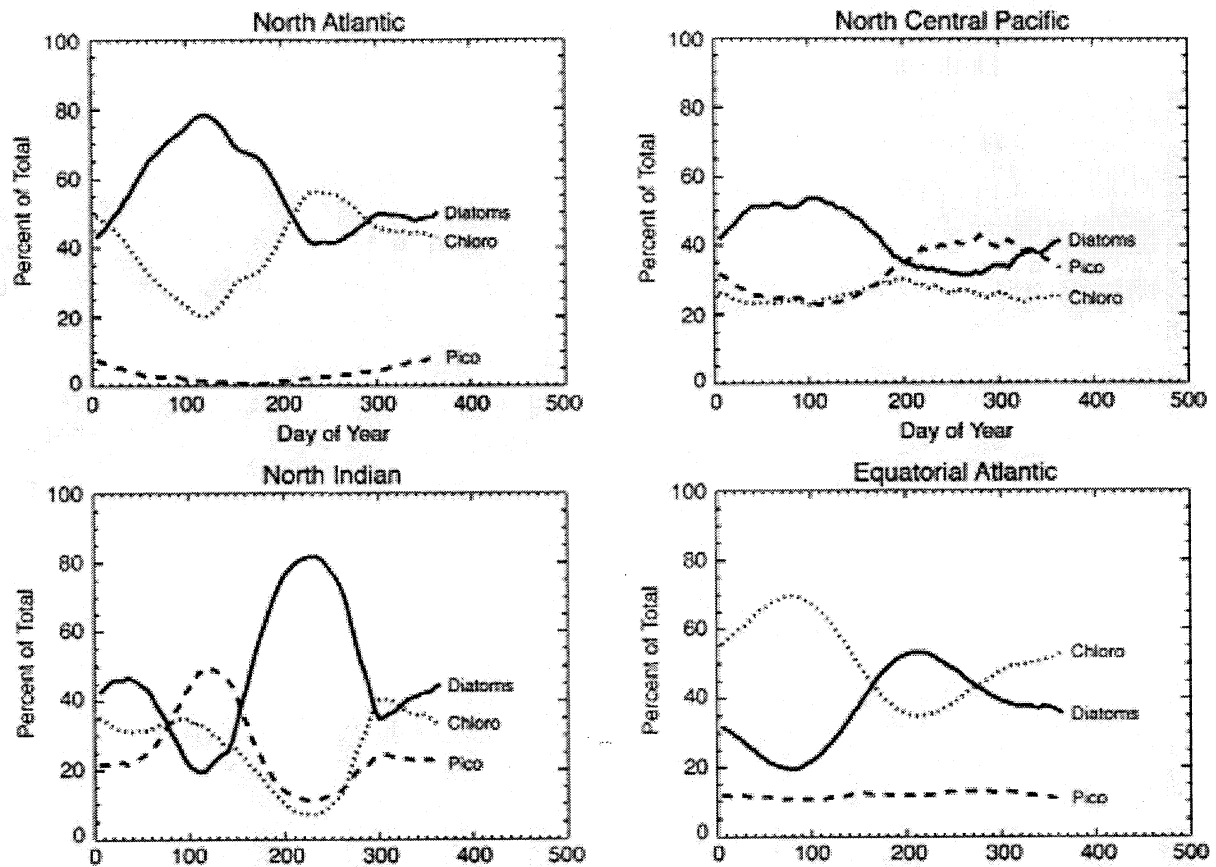 North Atlantic
100
80
60
40
20
0
Percent of Total
Diatoms
Chloro
Pico
0 100 200 300 400 500
Day of Year
North Central Pacific
100
80
60
40
20
0
Percent of Total
Diatoms
Pico
Chloro
0 100 200 300 400 500
Day of Year
North Indian
100
80
60
40
20
0
Percent of Total
Diatoms
Chloro
Pico
0 100 200 300 400 500
Equatorial Atlantic
100
80
60
40
20
0
Percent of Total
Chloro
Diatoms
Pico
0 100 200 300 400 500